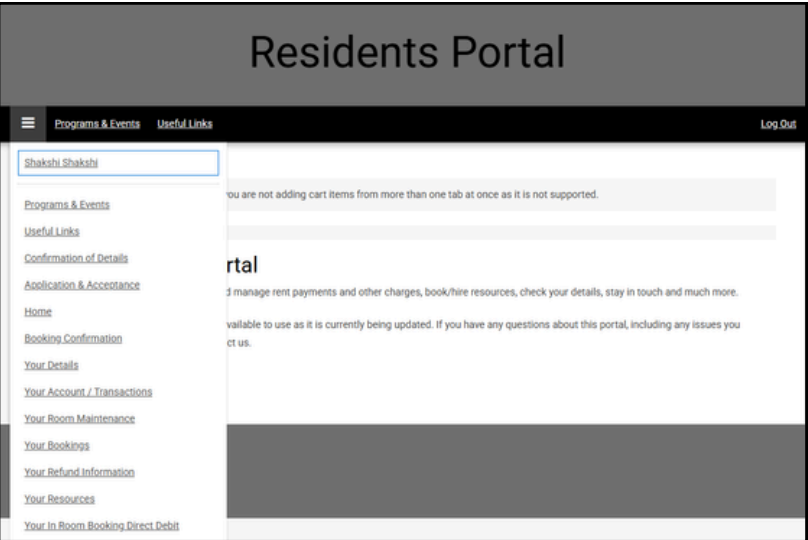 Residents Portal
Programs & Events
Useful Links
Log Out
Shakshi Shakshi
Programs & Events
Useful Links
Confirmation of Details
Application & Acceptance
Home
Booking Confirmation
Your Details
Your Account / Transactions
Your Room Maintenance
Your Bookings
Your Refund Information
Your Resources
Your In Room Booking Direct Debit
you are not adding cart items from more than one tab at once as it is not supported.
rtal
d manage rent payments and other charges, book/hire resources, check your details, stay in touch and much more.
vailable to use as it is currently being updated. If you have any questions about this portal, including any issues you
ct us.